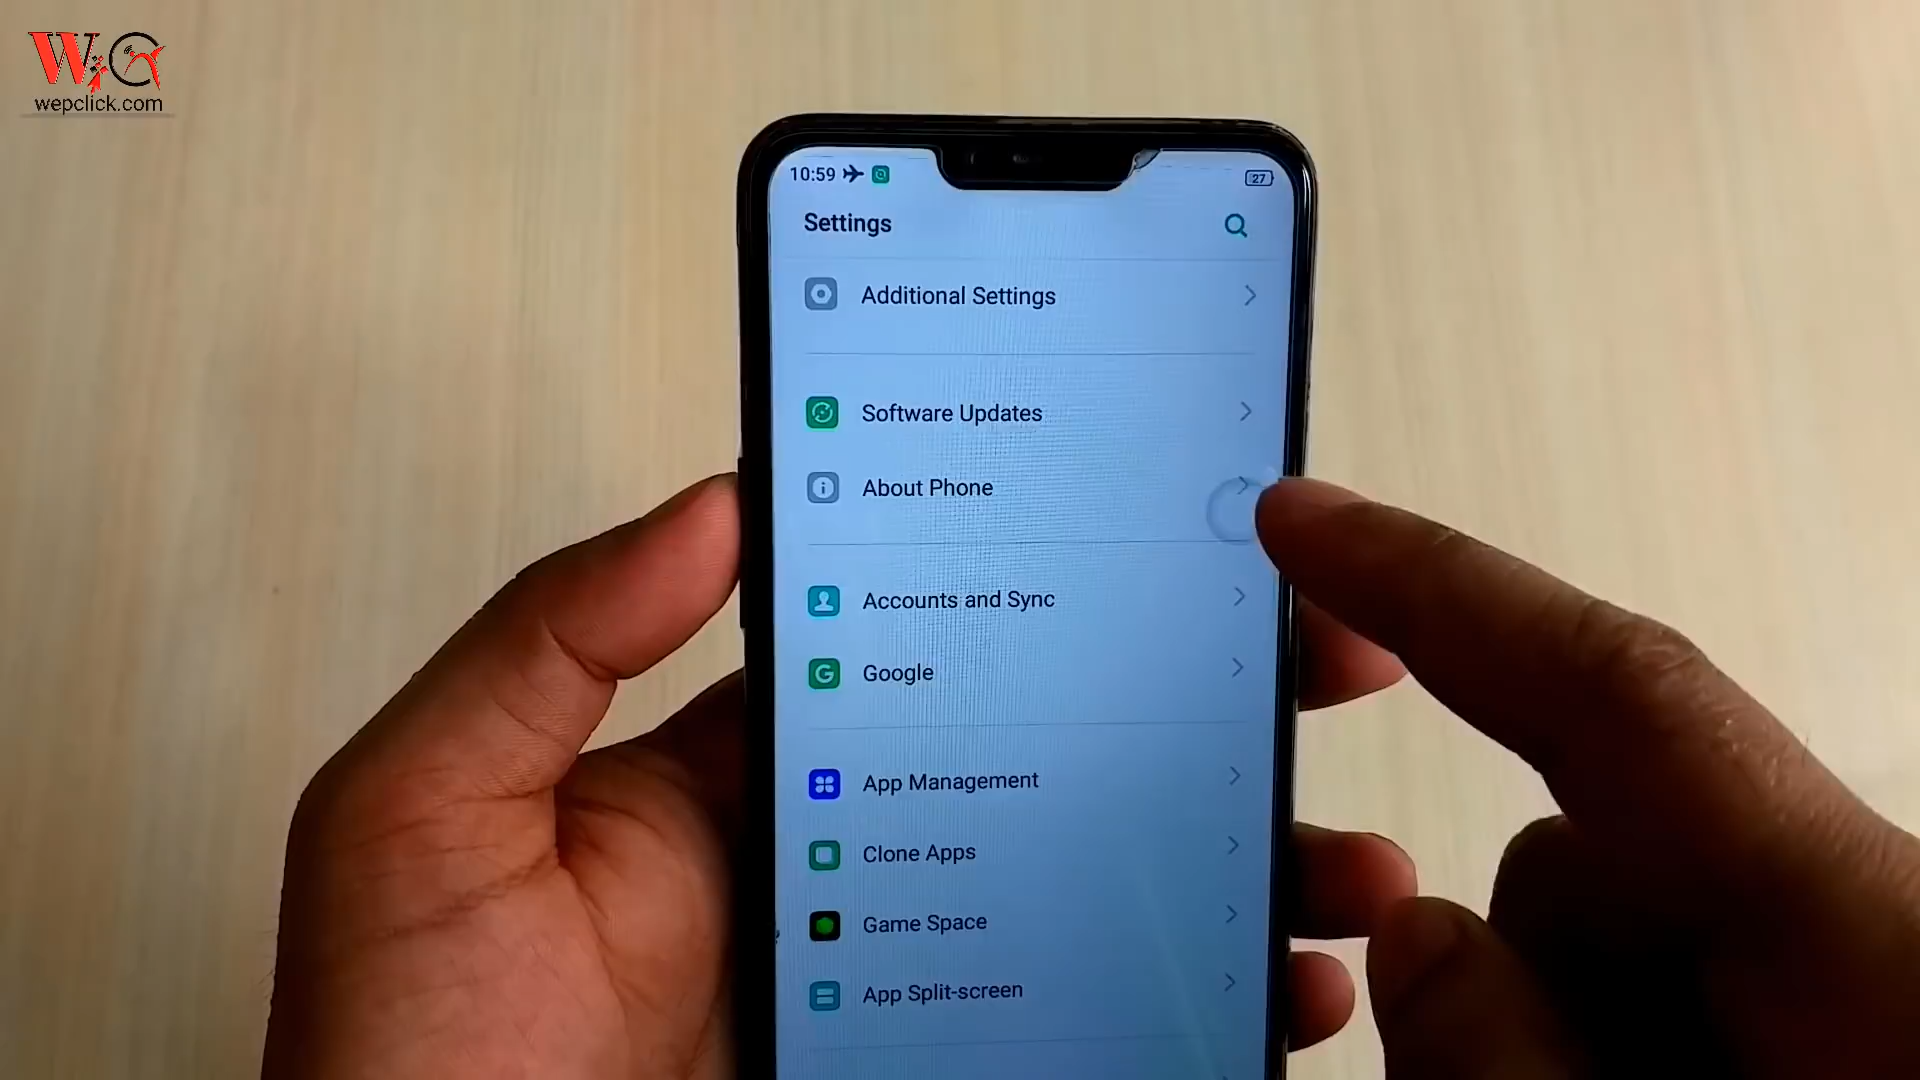 wepclick.com
10:59
27
Settings
Additional Settings
Software Updates
About Phone
Accounts and Sync
Google
App Management
Clone Apps
Game Space
App Split-screen